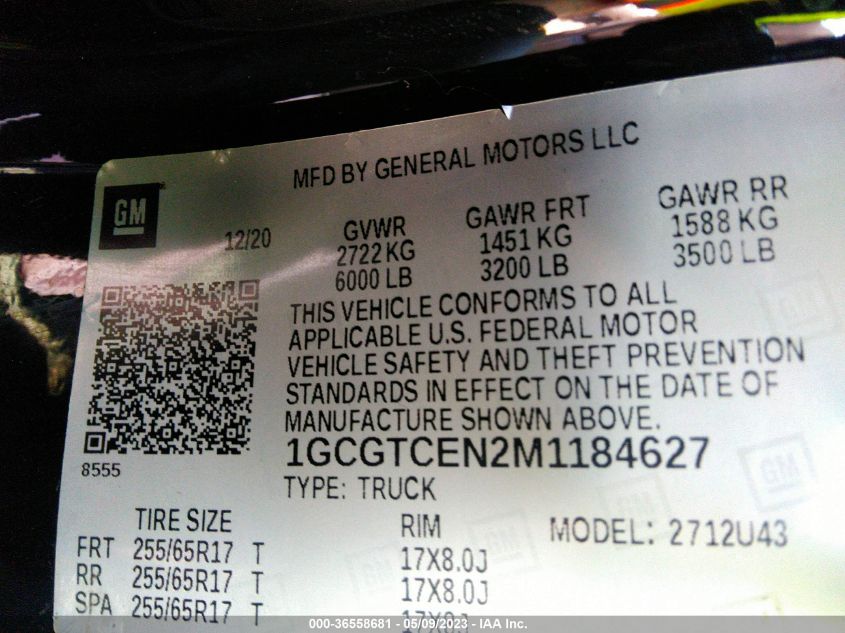 MFD BY GENERAL MOTORS LLC
GM
12/20
GVWR
2722 KG
6000 LB
GAWR FRT
1451 KG
3200 LB
GAWR RR
1588 KG
3500 LB
THIS VEHICLE CONFORMS TO ALL
APPLICABLE U.S. FEDERAL MOTOR
VEHICLE SAFETY AND THEFT PREVENTION
STANDARDS IN EFFECT ON THE DATE OF
MANUFACTURE SHOWN ABOVE.
8555
1GCGTCEN2M1184627
TYPE: TRUCK
TIRE SIZE
RIM
MODEL: 2712U43
FRT 255/65R17 T 17X8.0J
RR 255/65R17 T 17X8.0J
SPA 255/65R17 T 17X8J
000-36558681 - 05/09/2023 - IAA Inc.